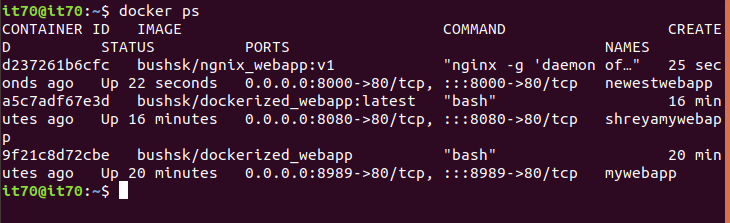 it70@it70:~$ docker ps
CONTAINER ID   IMAGE                             COMMAND                  CREATE
D          STATUS          PORTS                                   NAMES
d237261b6cfc   bushsk/ngnix_webapp:v1            "nginx -g 'daemon of…"   25 sec
onds ago   Up 22 seconds   0.0.0.0:8000->80/tcp, :::8000->80/tcp   newestwebapp
a5c7adf67e3d   bushsk/dockerized_webapp:latest   "bash"                   16 min
utes ago   Up 16 minutes   0.0.0.0:8080->80/tcp, :::8080->80/tcp   shreyamywebap
p
9f21c8d72cbe   bushsk/dockerized_webapp          "bash"                   20 min
utes ago   Up 20 minutes   0.0.0.0:8989->80/tcp, :::8989->80/tcp   mywebapp
it70@it70:~$